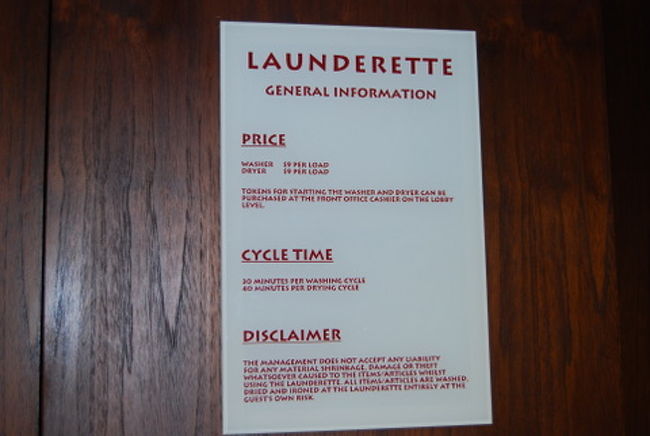 LAUNDERETTE
GENERAL INFORMATION
PRICE
WASHER $9 PER LOAD
DRYER $9 PER LOAD
TOKENS FOR STARTING THE WASHER AND DRYER CAN BE
PURCHASED AT THE FRONT OFFICE CASHIER ON THE LOBBY
LEVEL.
CYCLE TIME
30 MINUTES PER WASHING CYCLE
40 MINUTES PER DRYING CYCLE
DISCLAIMER
THE MANAGEMENT DOES NOT ACCEPT ANY LIABILITY
FOR ANY MATERIAL SHRINKAGE, DAMAGE OR THEFT
WHATSOEVER CAUSED TO THE ITEMS/ARTICLES WHILST
USING THE LAUNDERETTE. ALL ITEMS/ARTICLES ARE WASHED,
DRIED AND IRONED AT THE LAUNDERETTE ENTIRELY AT THE
GUEST'S OWN RISK.